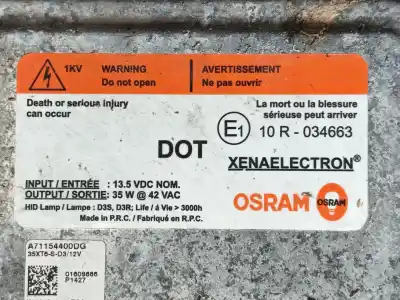 1KV
WARNING
Do not open
AVERTISSEMENT
Ne pas ouvrir
Death or serious injury
can occur
La mort ou la blessure
sérieuse peut arriver
E1
10 R - 034663
DOT
XENAELECTRON®
INPUT / ENTRÉE : 13.5 VDC NOM.
OUTPUT / SORTIE: 35 W @ 42 VAC
HID Lamp / Lampe : D3S, D3R; Life / á Vie > 3000h
Made in P.R.C. / Fabriqué en R.P.C.
OSRAM
OSRAM
A71154400DG
35XT6-S-D3/12V
01609666
P1427